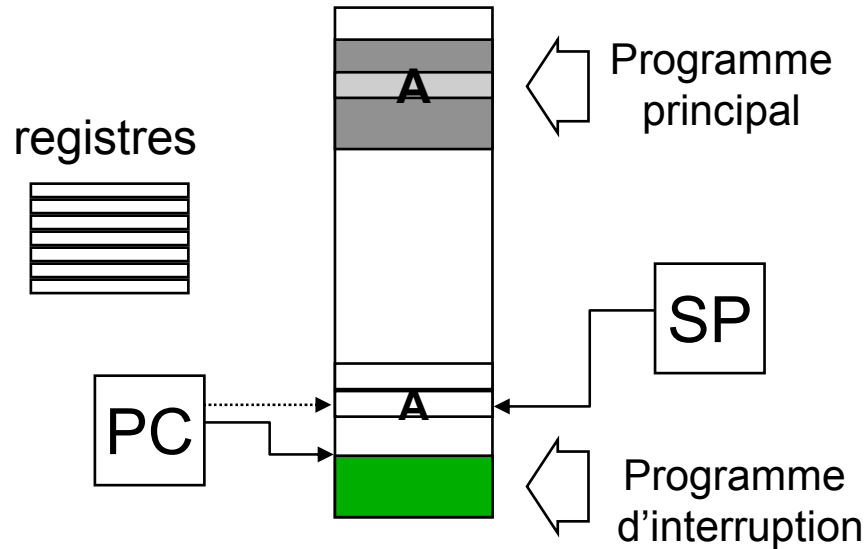 A
Programme
principal
registres
SP
A
PC
Programme
d'interruption